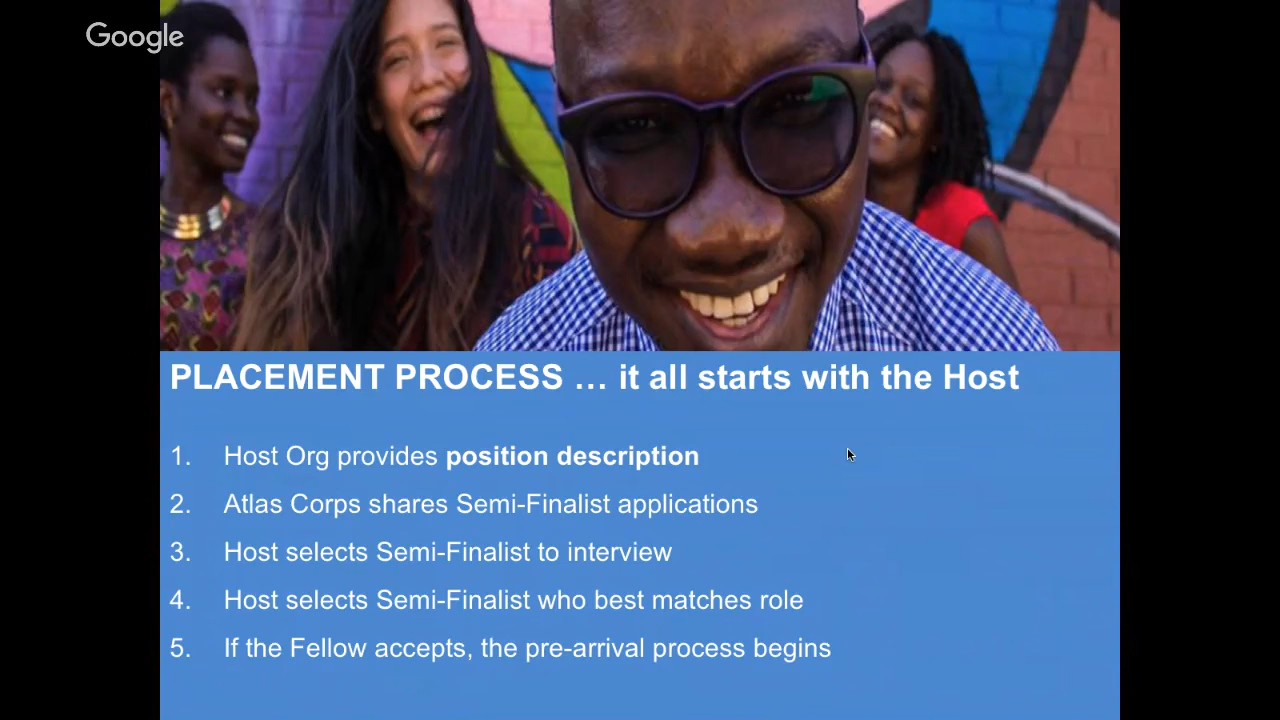 Google
PLACEMENT PROCESS … it all starts with the Host
1. Host Org provides position description
2. Atlas Corps shares Semi-Finalist applications
3. Host selects Semi-Finalist to interview
4. Host selects Semi-Finalist who best matches role
5. If the Fellow accepts, the pre-arrival process begins